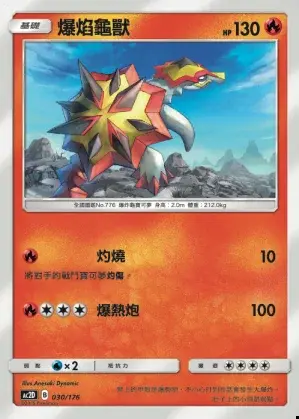 基礎 爆焰龜獸 HP 130
全國圖鑑No.776 爆炸龜寶可夢 身高：2.0m 體重：212.0kg
灼燒 10
將對手的戰鬥寶可夢灼傷。
爆熱炮 100
弱點 ×2 抵抗力 撤退
Illus. Anesaki Dynamic
AC2D B 030/176